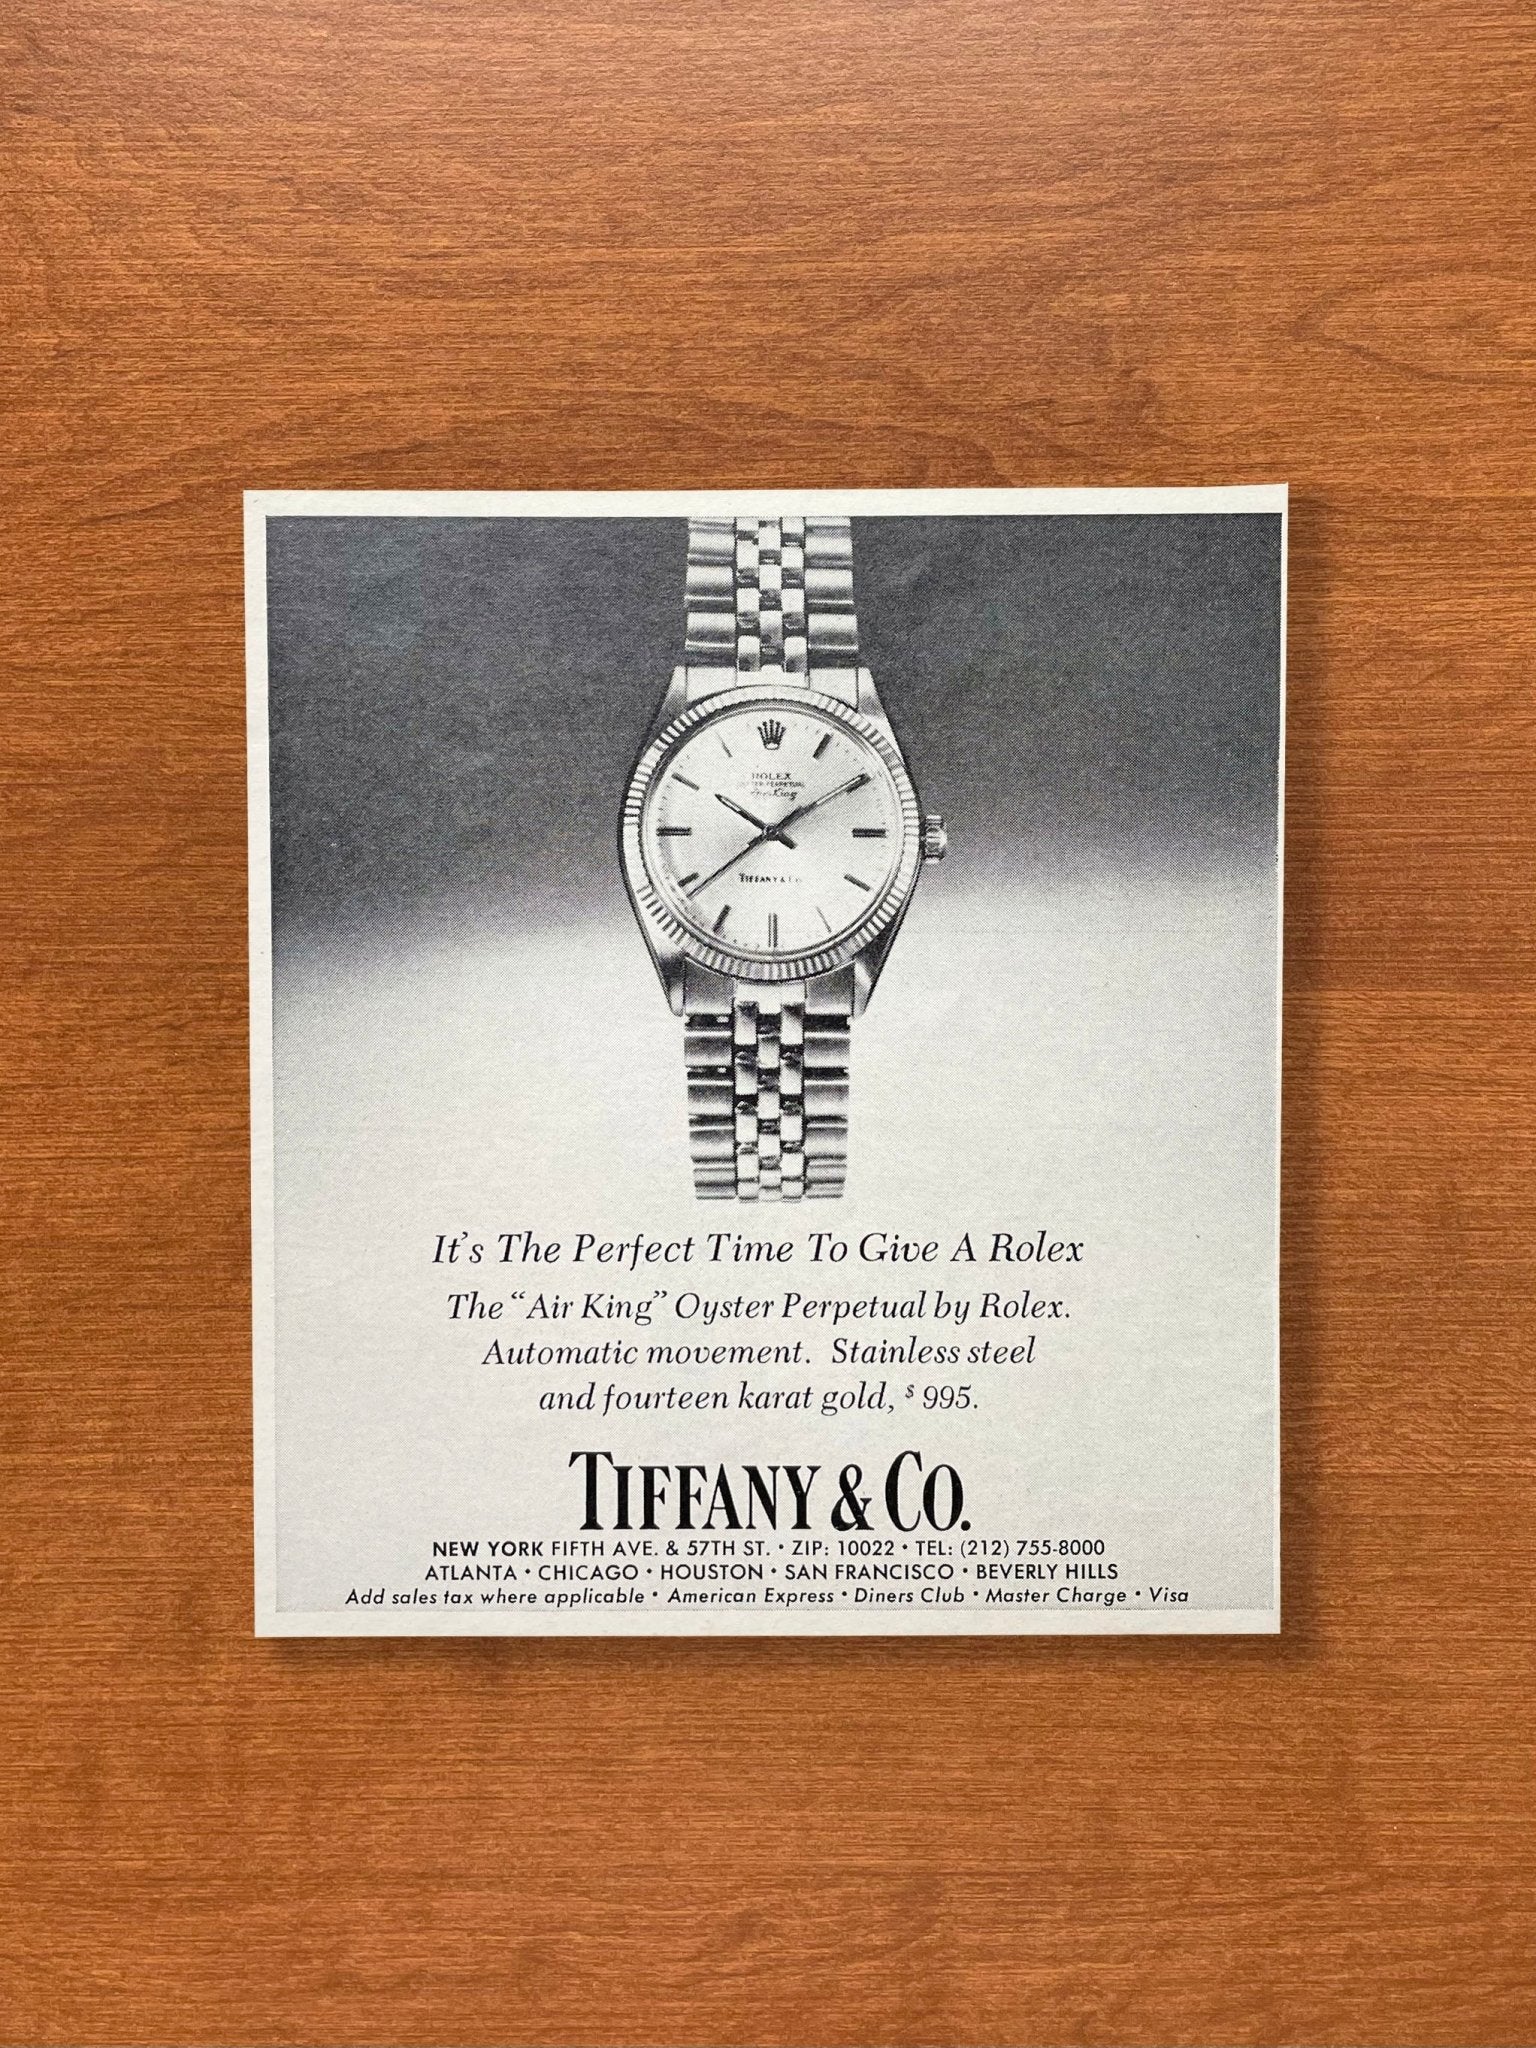 ROLEX
OYSTER PERPETUAL
Air-King
TIFFANY & Co.
It's The Perfect Time To Give A Rolex
The “Air King” Oyster Perpetual by Rolex.
Automatic movement. Stainless steel
and fourteen karat gold, $995.
TIFFANY & CO.
NEW YORK FIFTH AVE. & 57TH ST. • ZIP: 10022 • TEL: (212) 755-8000
ATLANTA • CHICAGO • HOUSTON • SAN FRANCISCO • BEVERLY HILLS
Add sales tax where applicable • American Express • Diners Club • Master Charge • Visa